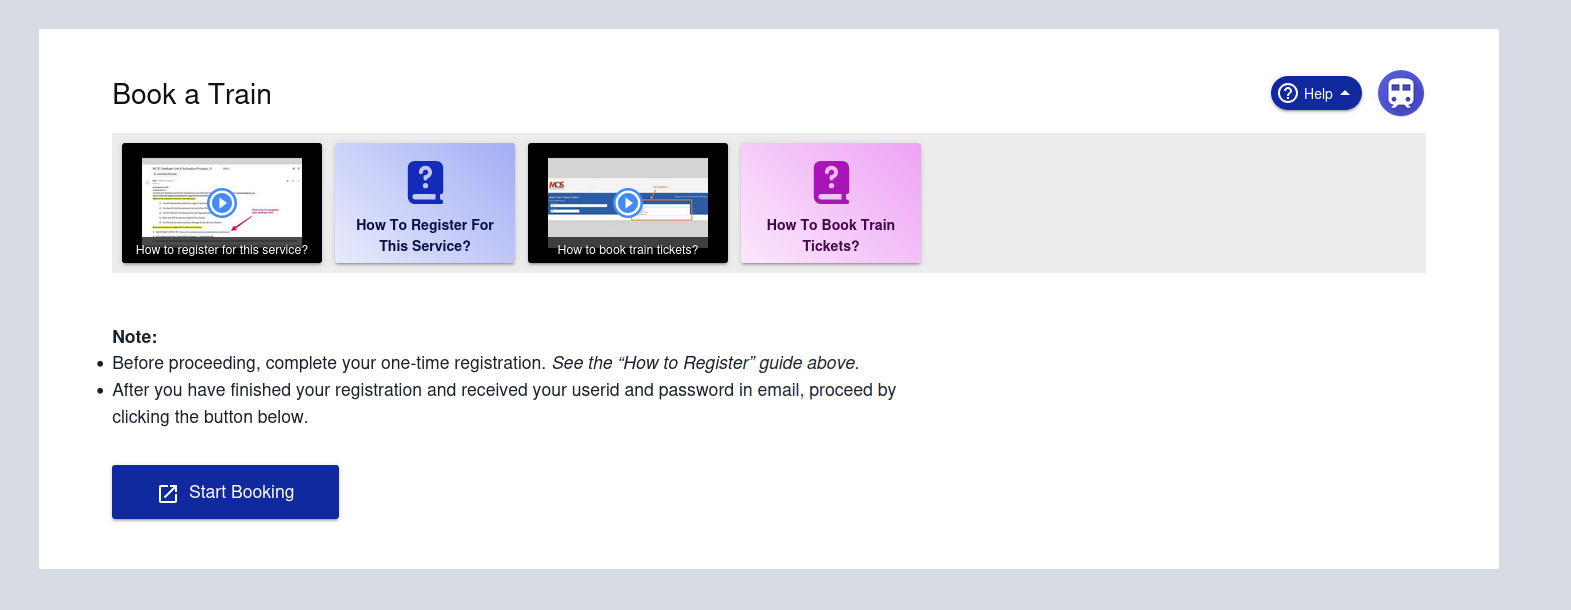 Book a Train
Help
How to register for this service?
How To Register For
This Service?
MOS
How to book train tickets?
How To Book Train
Tickets?
Note:
• Before proceeding, complete your one-time registration. See the “How to Register” guide above.
• After you have finished your registration and received your userid and password in email, proceed by
clicking the button below.
Start Booking